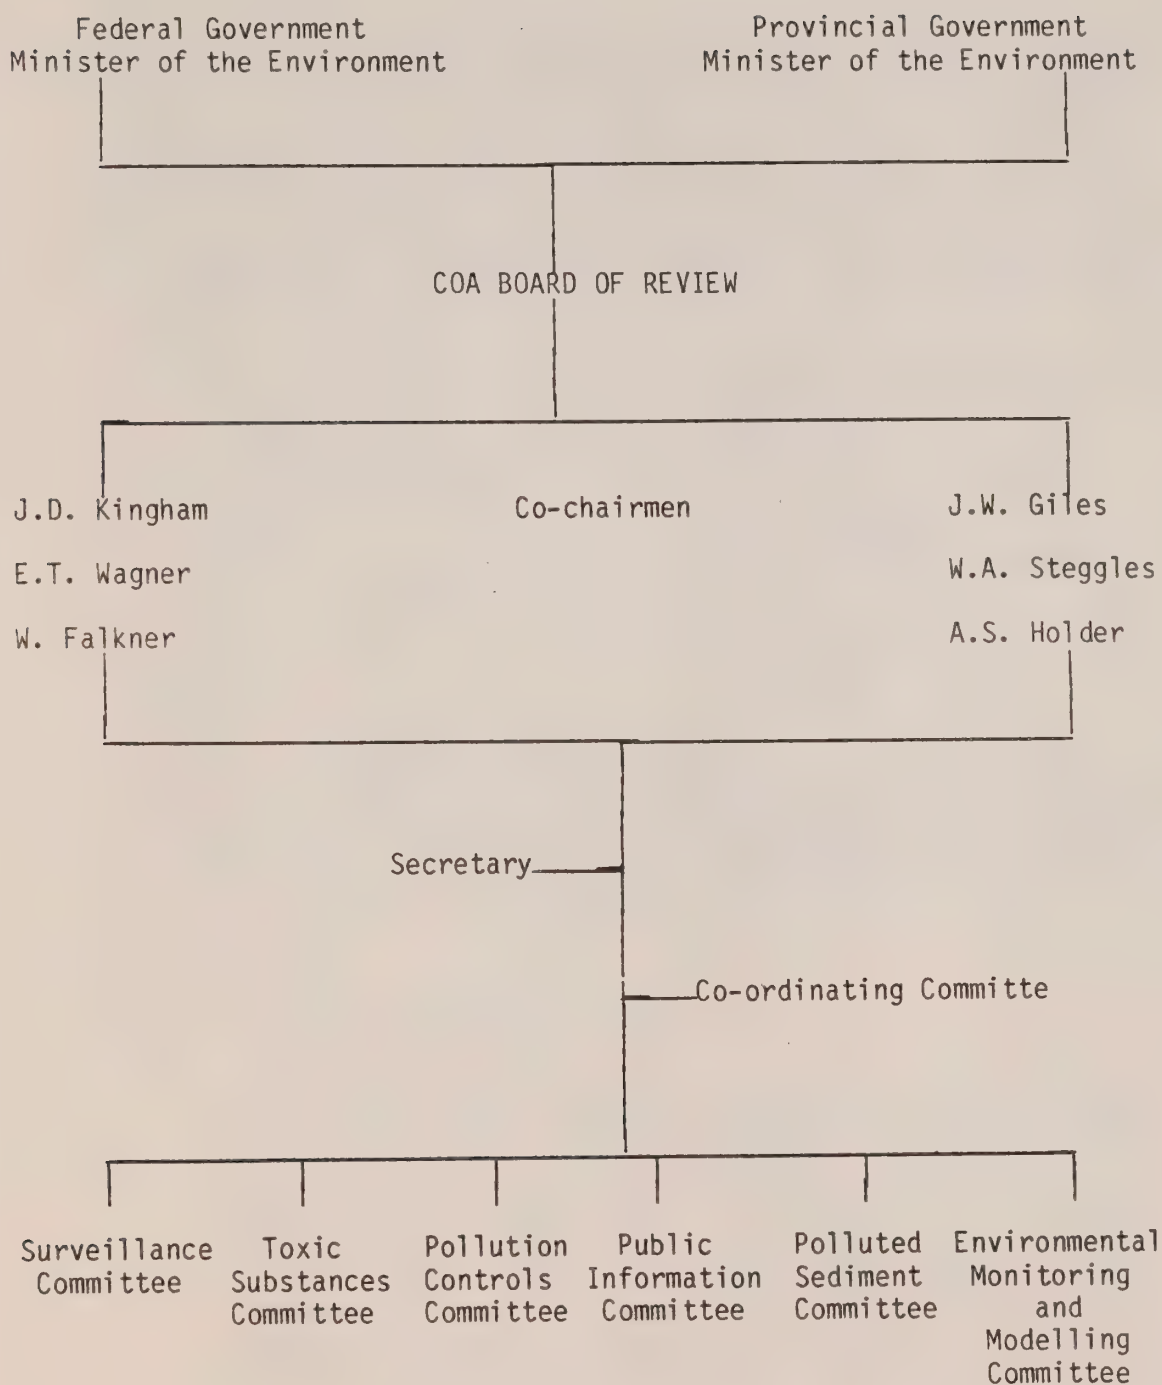 Federal Government
Minister of the Environment
Provincial Government
Minister of the Environment
COA BOARD OF REVIEW
J.D. Kingham
Co-chairmen
J.W. Giles
E.T. Wagner
W.A. Steggles
W. Falkner
A.S. Holder
Secretary
Co-ordinating Committe
Surveillance
Committee
Toxic
Substances
Committee
Pollution
Controls
Committee
Public
Information
Committee
Polluted
Sediment
Committee
Environmental
Monitoring
and
Modelling
Committee